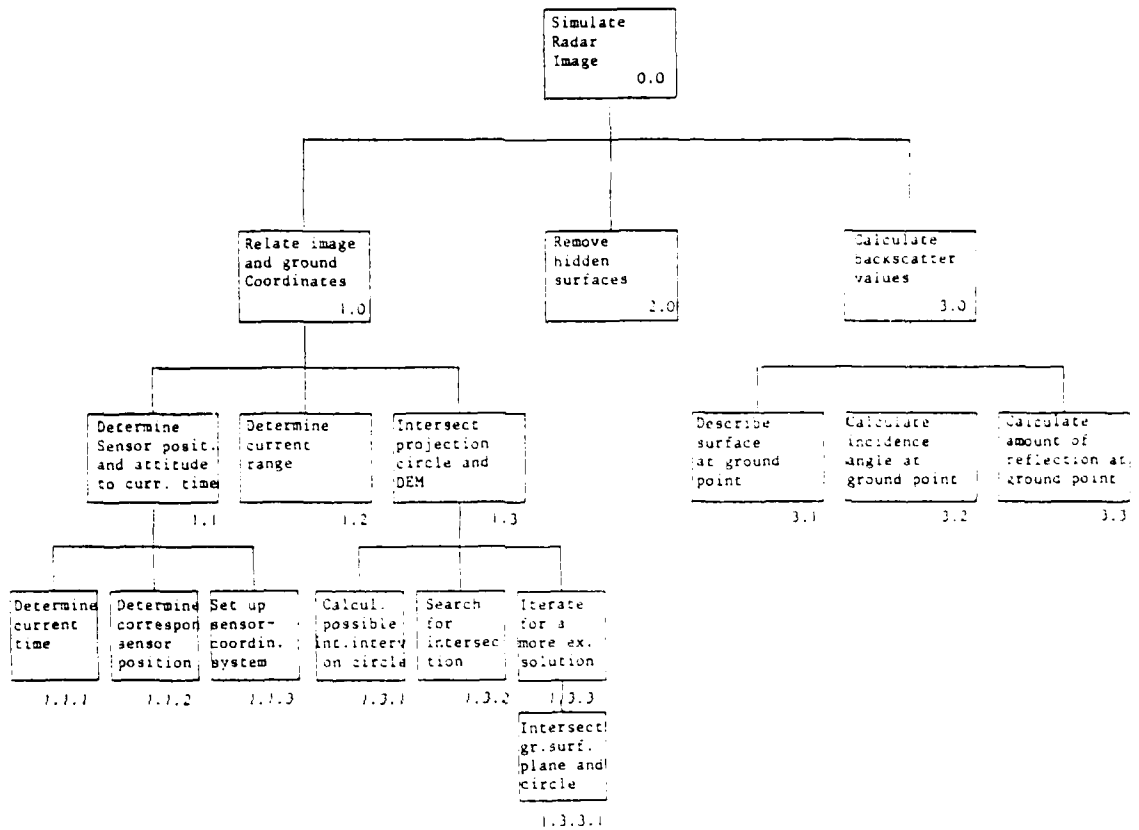 Simulate
Radar
Image
0.0
Relate image
and ground
Coordinates
1.0
Remove
hidden
surfaces
2.0
Calculate
backscatter
values
3.0
Determine
Sensor posit.
and attitude
to curr. time
1.1
Determine
current
range
1.2
Intersect
projection
circle and
DEM
1.3
Describe
surface
at ground
point
3.1
Calculate
incidence
angle at
ground point
3.2
Calculate
amount of
reflection at
ground point
3.3
Determine
current
time
1.1.1
Determine
correspon
sensor
position
1.1.2
Set up
sensor-
coordin.
system
1.1.3
Calcul.
possible
int.interv
on circle
1.3.1
Search
for
intersec
tion
1.3.2
Iterate
for a
more ex.
solution
1.3.3
Intersect
gr.surf.
plane and
circle
1.3.3.1